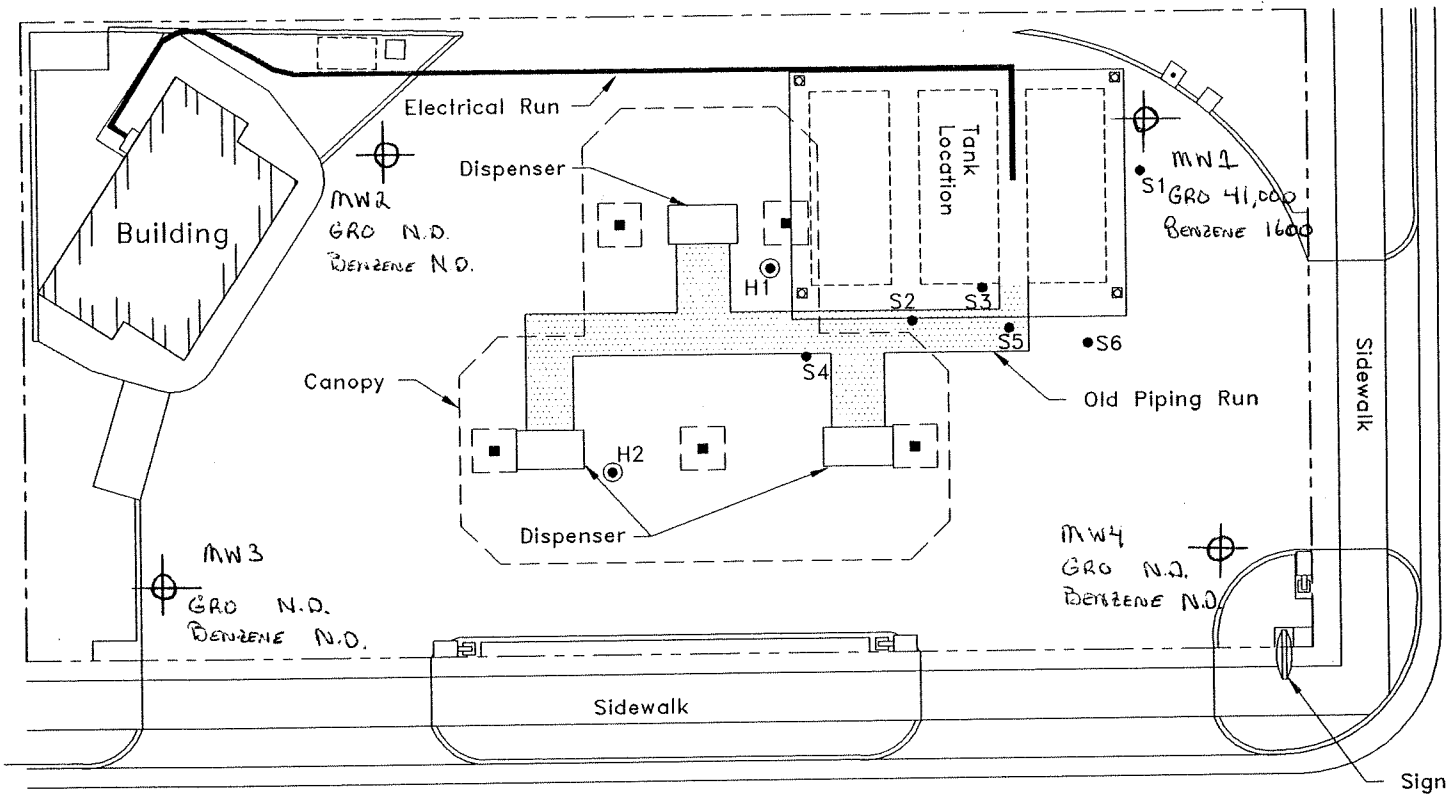 Electrical Run
Tank
Location
Dispenser
MW1
S1
GRO 41,000
BENZENE 1600
MW2
GRO N.D.
BENZENE N.D.
Building
H1
S2
S3
S5
S6
S4
Canopy
Old Piping Run
Sidewalk
H2
Dispenser
MW3
GRO N.D.
BENZENE N.D.
MW4
GRO N.D.
BENZENE N.D.
Sidewalk
Sign